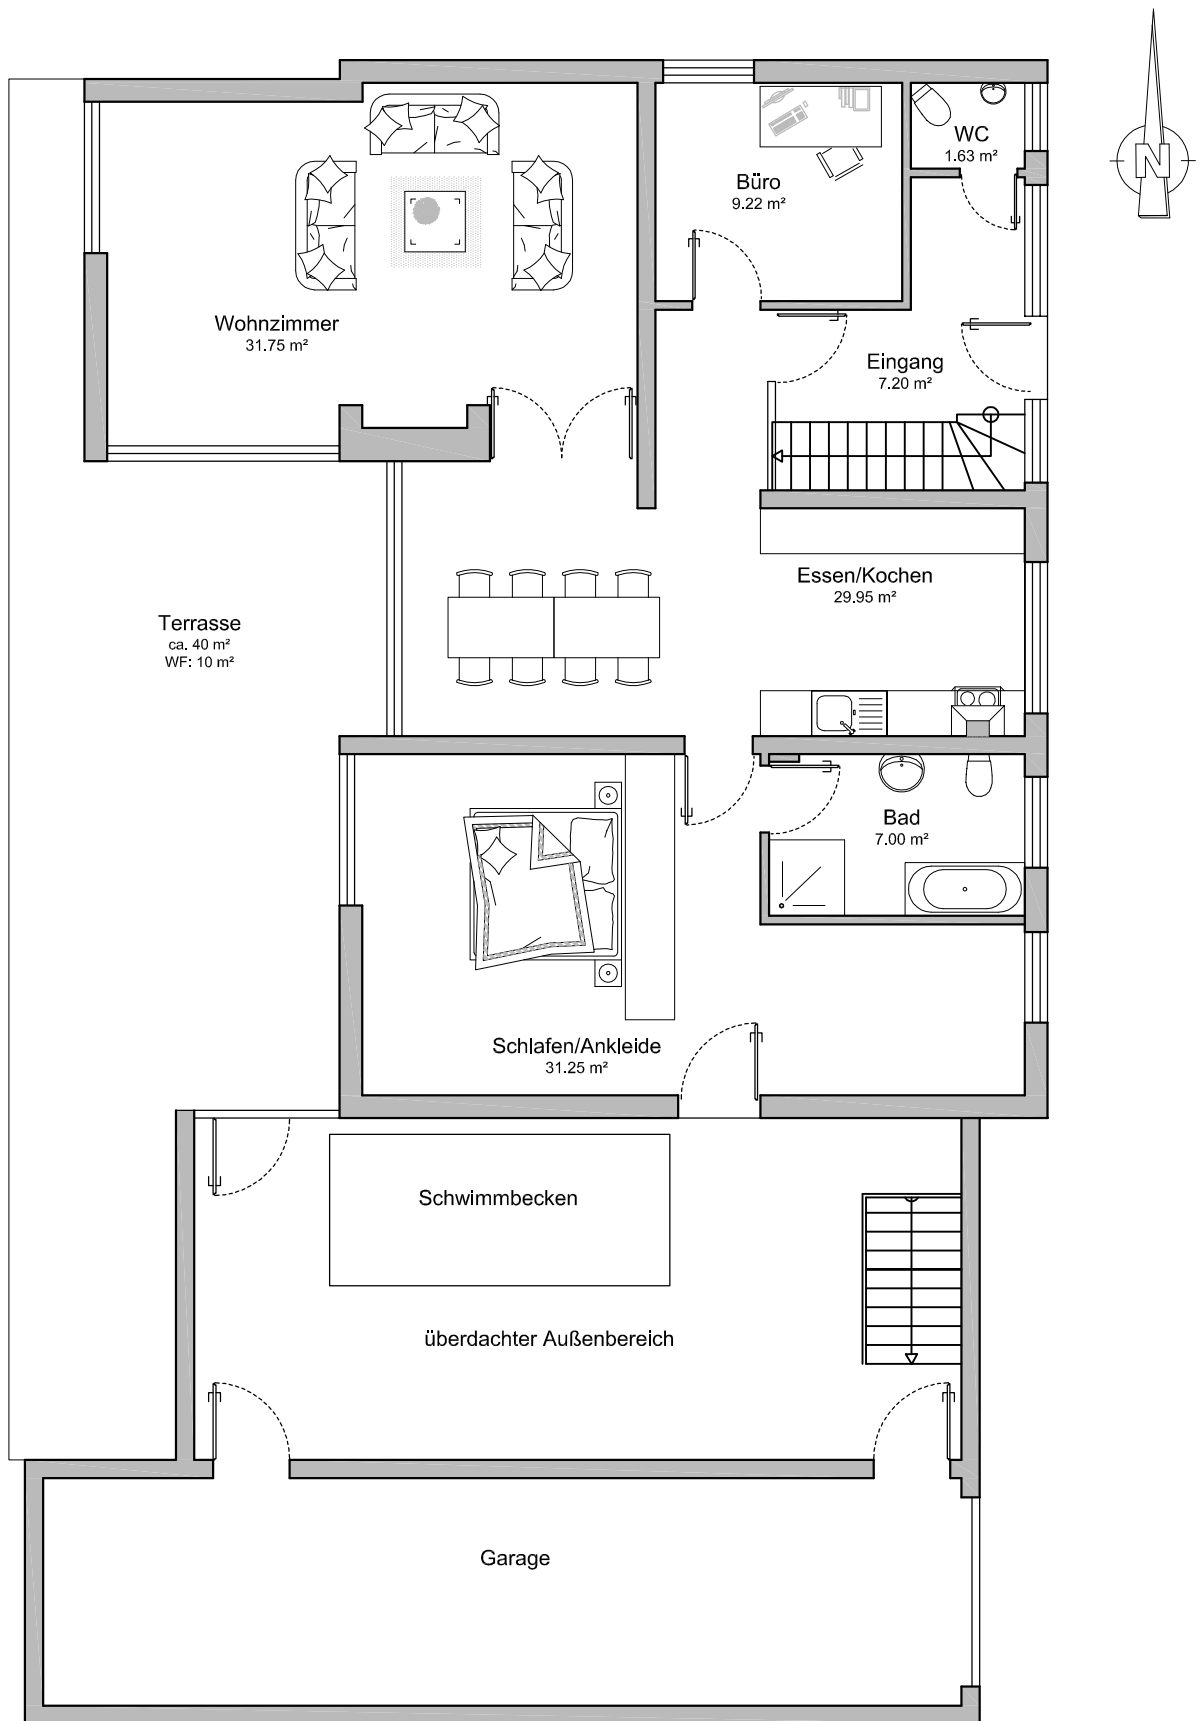 N
WC
1.63 m²
Büro
9.22 m²
Wohnzimmer
31.75 m²
Eingang
7.20 m²
Essen/Kochen
29.95 m²
Terrasse
ca. 40 m²
WF: 10 m²
Bad
7.00 m²
Schlafen/Ankleide
31.25 m²
Schwimmbecken
überdachter Außenbereich
Garage